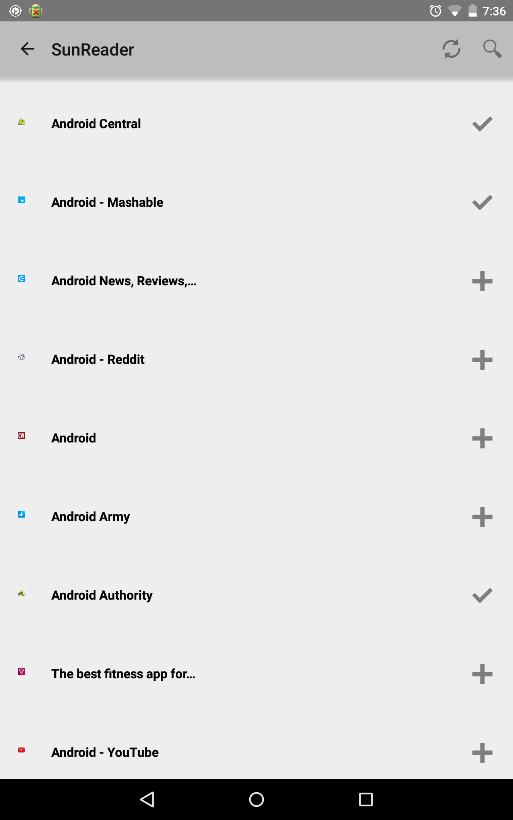 7:36
SunReader
Android Central
Android - Mashable
Android News, Reviews,...
Android - Reddit
Android
Android Army
Android Authority
The best fitness app for...
Android - YouTube